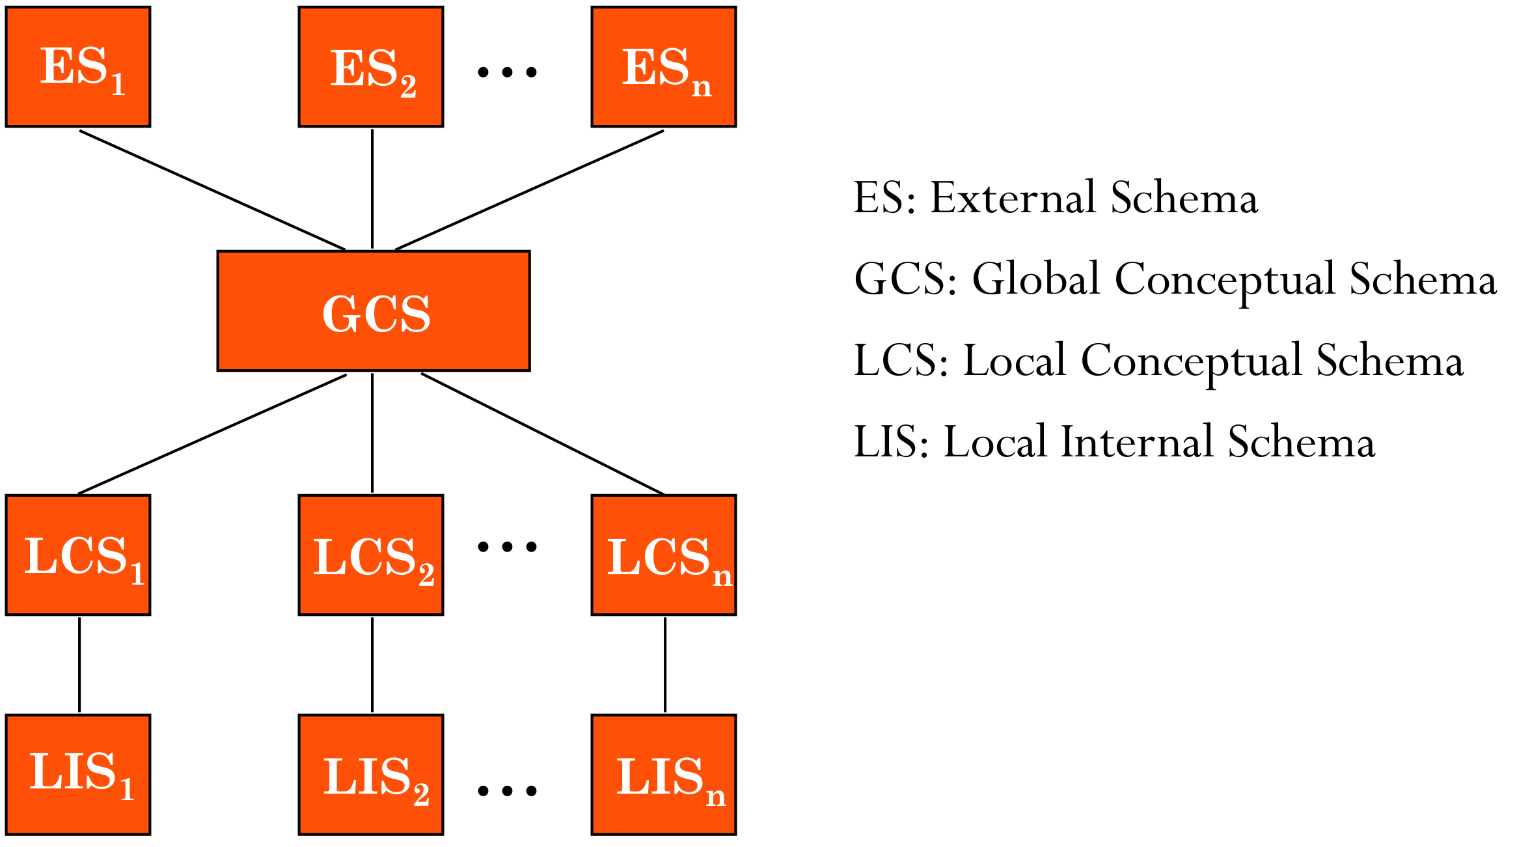 ES1 ES2 ... ESn
GCS
LCS1 LCS2 ... LCSn
LIS1 LIS2 ... LISn
ES: External Schema
GCS: Global Conceptual Schema
LCS: Local Conceptual Schema
LIS: Local Internal Schema